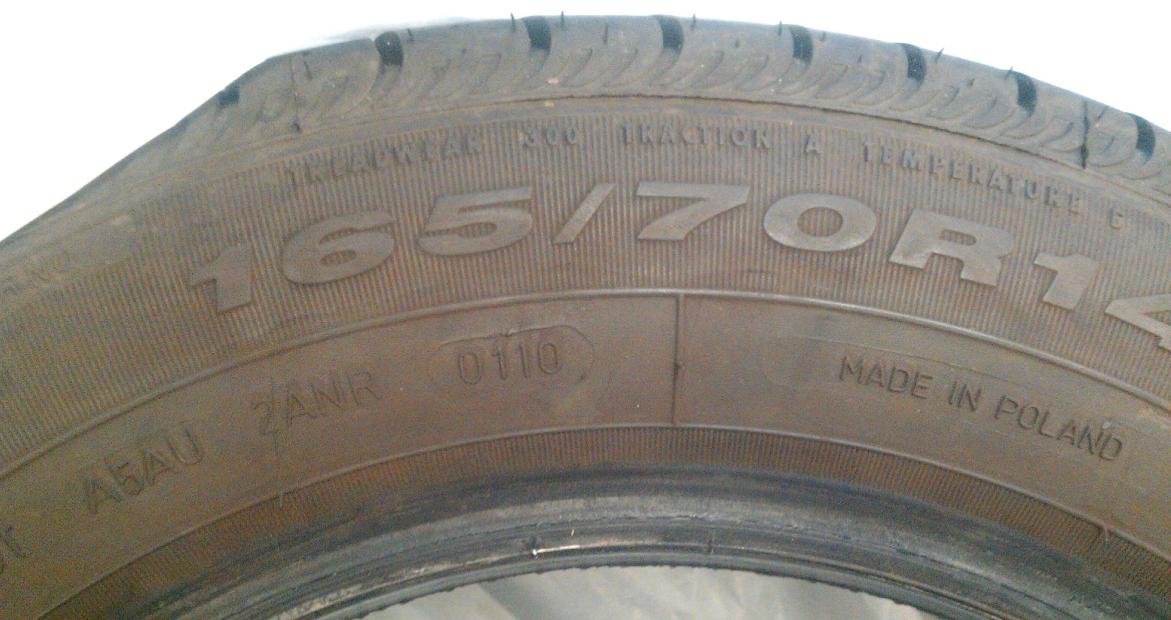 TREADWEAR 300 TRACTION A TEMPERATURE
165/70R14
A5AU 2ANR 0110
MADE IN POLAND